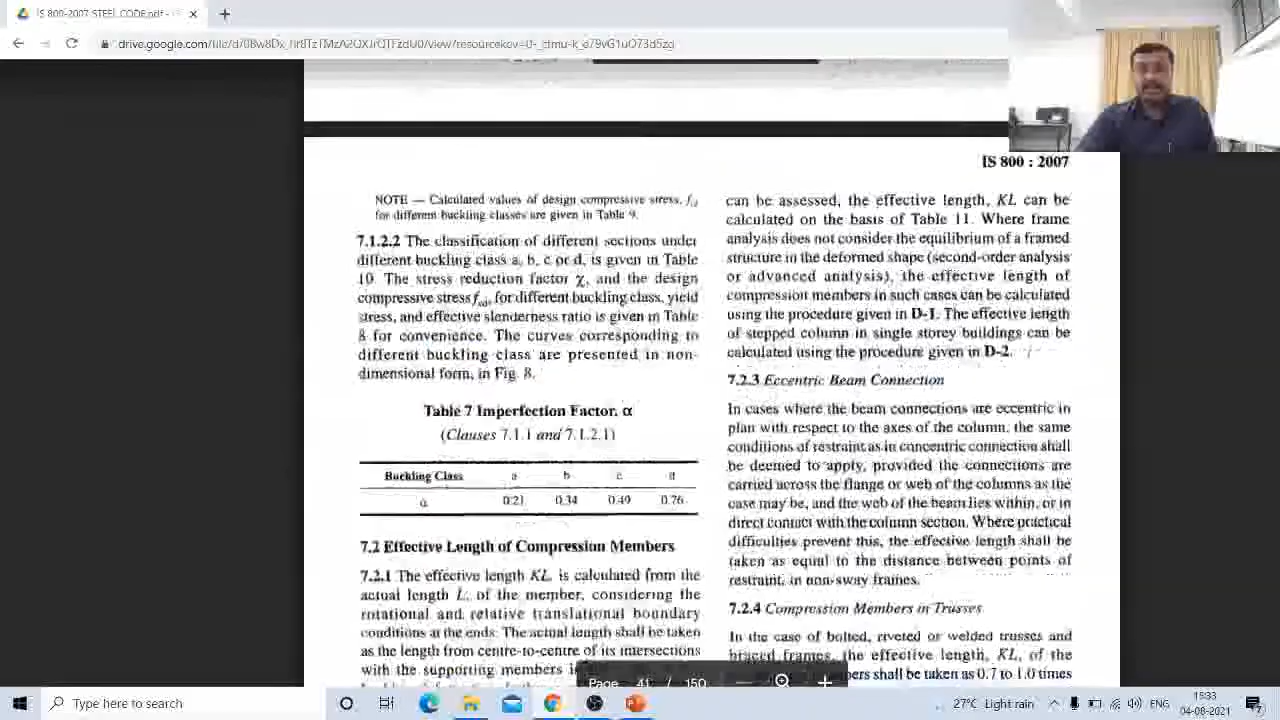 IS 800-2007 STEEL CODE.pdf
IS 800 : 2007
NOTE — Calculated values of design compressive stress, fcd
for different buckling classes are given in Table 9.
7.1.2.2 The classification of different sections under
different buckling class a, b, c or d, is given in Table
10. The stress reduction factor χ, and the design
compressive stress fcd, for different buckling class, yield
stress, and effective slenderness ratio is given in Table
8 for convenience. The curves corresponding to
different buckling class are presented in non-
dimensional form, in Fig. 8.
Table 7 Imperfection Factor, α
(Clauses 7.1.1 and 7.1.2.1)
Buckling Class a b c d
α 0.21 0.34 0.49 0.76
7.2 Effective Length of Compression Members
7.2.1 The effective length KL, is calculated from the
actual length L, of the member, considering the
rotational and relative translational boundary
conditions at the ends. The actual length shall be taken
as the length from centre-to-centre of its intersections
with the supporting members
can be assessed, the effective length, KL can be
calculated on the basis of Table 11. Where frame
analysis does not consider the equilibrium of a framed
structure in the deformed shape (second-order analysis
or advanced analysis), the effective length of
compression members in such cases can be calculated
using the procedure given in D-1. The effective length
of stepped column in single storey buildings can be
calculated using the procedure given in D-2.
7.2.3 Eccentric Beam Connection
In cases where the beam connections are eccentric in
plan with respect to the axes of the column, the same
conditions of restraint as in concentric connection shall
be deemed to apply, provided the connections are
carried across the flange or web of the columns as the
case may be, and the web of the beam lies within, or in
direct contact with the column section. Where practical
difficulties prevent this, the effective length shall be
taken as equal to the distance between points of
restraint, in non-sway frames.
7.2.4 Compression Members in Trusses
In the case of bolted, riveted or welded trusses and
braced frames, the effective length, KL, of the
shall be taken as 0.7 to 1.0 times
Page 41 / 150
Type here to search
27°C Light rain
ENG
15:33
04-08-2021